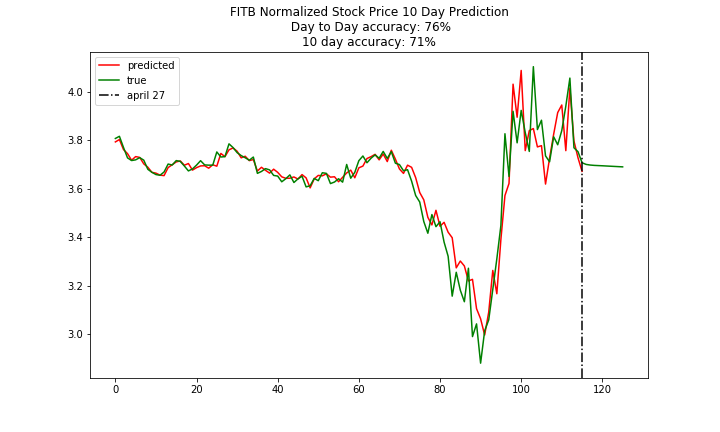 FITB Normalized Stock Price 10 Day Prediction
Day to Day accuracy: 76%
10 day accuracy: 71%
predicted
true
april 27
4.0
3.8
3.6
3.4
3.2
3.0
0 20 40 60 80 100 120